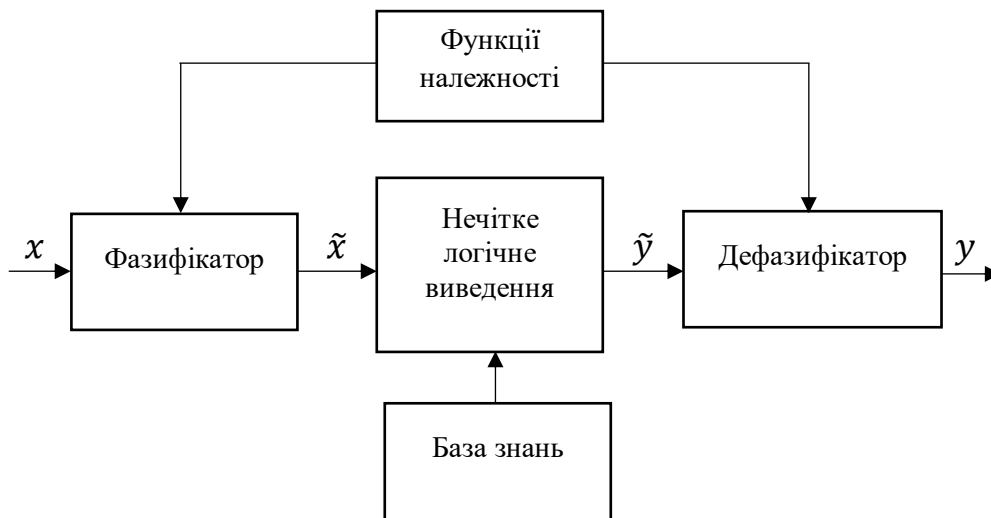 Функції
належності
x
Фазифікатор
x̃
Нечітке
логічне
виведення
ỹ
Дефазифікатор
y
База знань